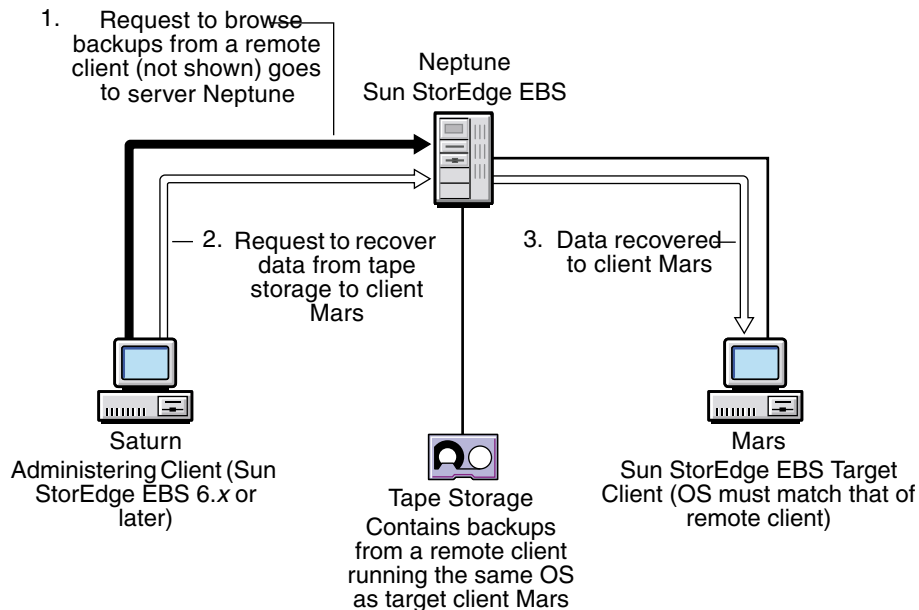 1. Request to browse
backups from a remote
client (not shown) goes
to server Neptune
Neptune
Sun StorEdge EBS
2. Request to recover
data from tape
storage to client
Mars
3. Data recovered
to client Mars
Saturn
Administering Client (Sun
StorEdge EBS 6.x or
later)
Tape Storage
Contains backups
from a remote client
running the same OS
as target client Mars
Mars
Sun StorEdge EBS Target
Client (OS must match that of
remote client)